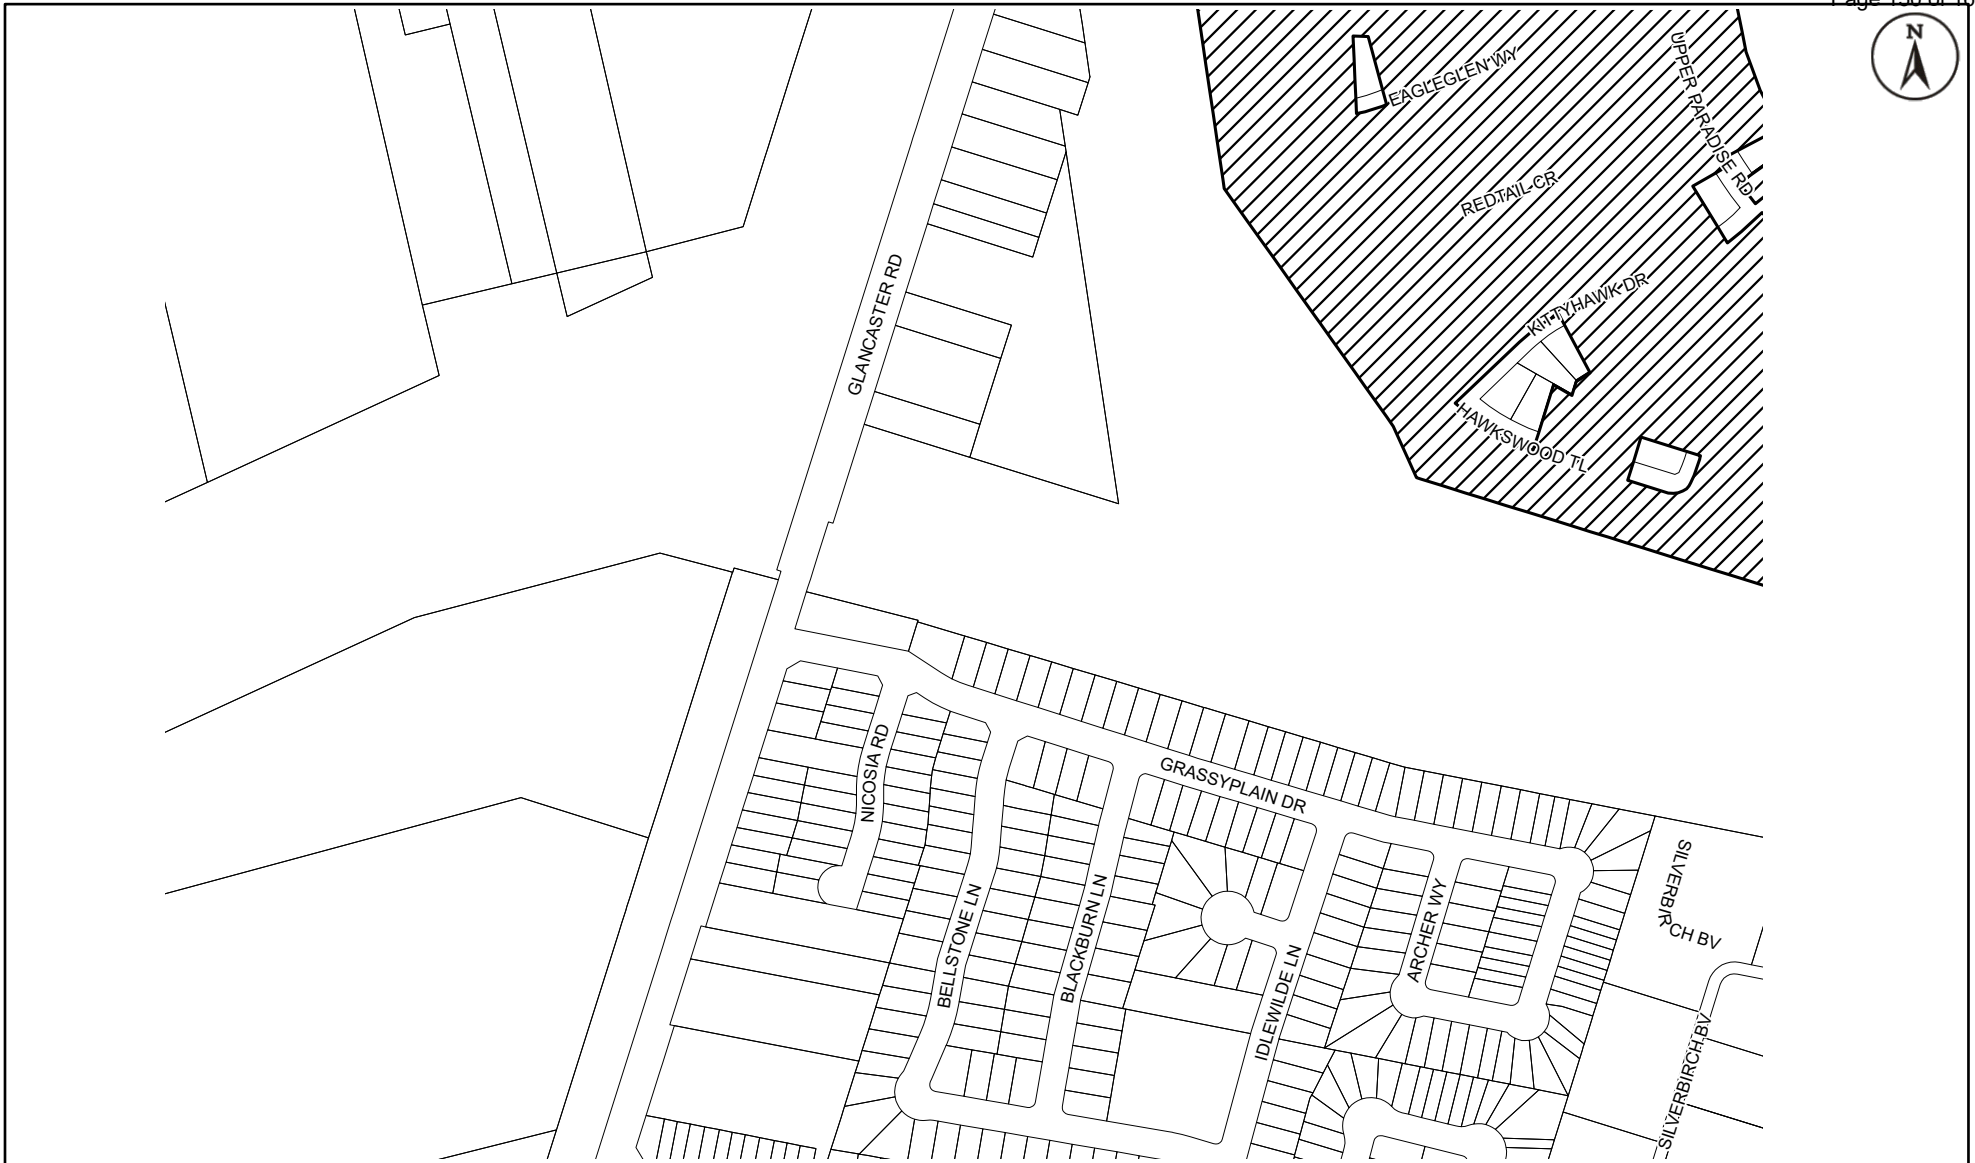 N
EAGLEGLEN WY
UPPER PARADISE RD
REDTAIL CR
KITTYHAWK DR
GLANCASTER RD
HAWKSWOOD TL
NICOSIA RD
GRASSYPLAIN DR
SILVERBIRCH BV
BELLSTONE LN
BLACKBURN LN
ARCHER WY
IDLEWILDE LN
SILVERBIRCH BV